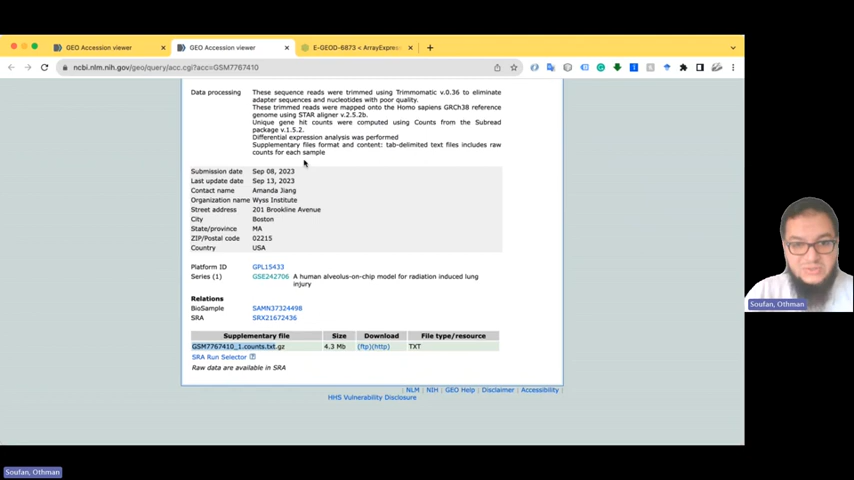 GEO Accession viewer
GEO Accession viewer
E-GEOD-6873 < ArrayExpress
ncbi.nlm.nih.gov/geo/query/acc.cgi?acc=GSM7767410
Data processing
These sequence reads were trimmed using Trimmomatic v.0.36 to eliminate
adapter sequences and nucleotides with poor quality.
These trimmed reads were mapped onto the Homo sapiens GRCh38 reference
genome using STAR aligner v.2.5.2b.
Unique gene hit counts were computed using Counts from the Subread
package v.1.5.2.
Differential expression analysis was performed
Supplementary files format and content: tab-delimited text files includes raw
counts for each sample
Submission date Sep 08, 2023
Last update date Sep 13, 2023
Contact name Amanda Jiang
Organization name Wyss Institute
Street address 201 Brookline Avenue
City Boston
State/province MA
ZIP/Postal code 02215
Country USA
Platform ID GPL15433
Series (1) GSE242706 A human alveolus-on-chip model for radiation induced lung
injury
Relations
BioSample SAMN37324498
SRA SRX21672436
Supplementary file Size Download File type/resource
GSM7767410_1.counts.txt.gz 4.3 Mb (ftp)(http) TXT
SRA Run Selector ?
Raw data are available in SRA
| NLM | NIH | GEO Help | Disclaimer | Accessibility |
HHS Vulnerability Disclosure
Soufan, Othman
Soufan, Othman